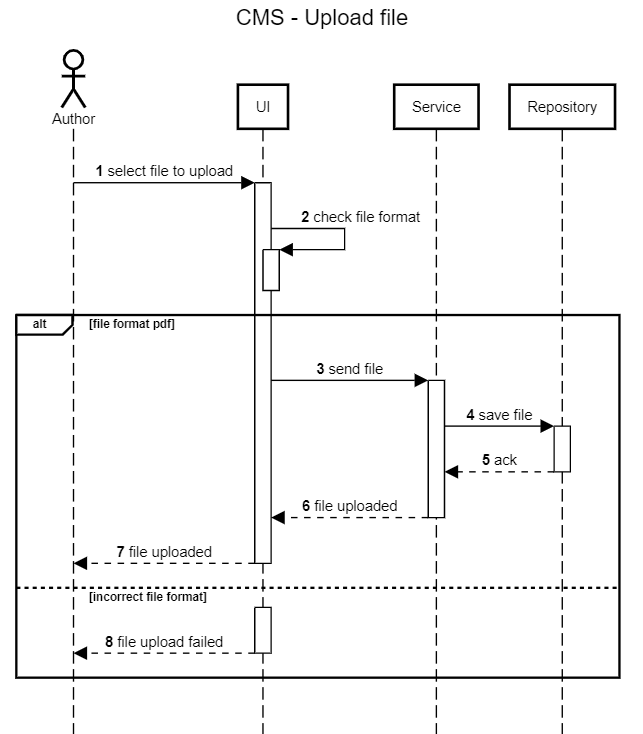 CMS - Upload file
Author
UI
Service
Repository
1 select file to upload
2 check file format
alt
[file format pdf]
3 send file
4 save file
5 ack
6 file uploaded
7 file uploaded
[incorrect file format]
8 file upload failed